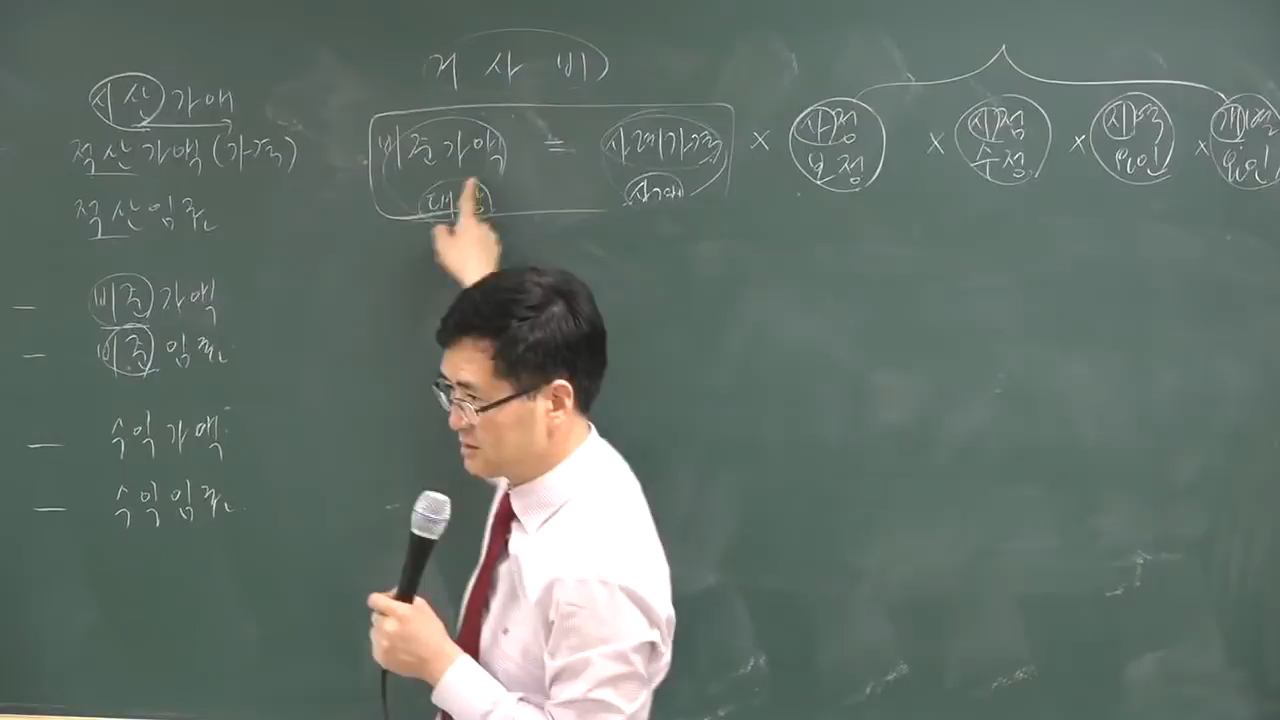 거 사 비
적산 가액
적산 가액 (가격)
적산임료
비준가액
비준 임료
수익가액
수익임료
비준가액 = 사례가격 × 사정 보정 × 시점 수정 × 지역 요인 × 개별 요인
대상
사례